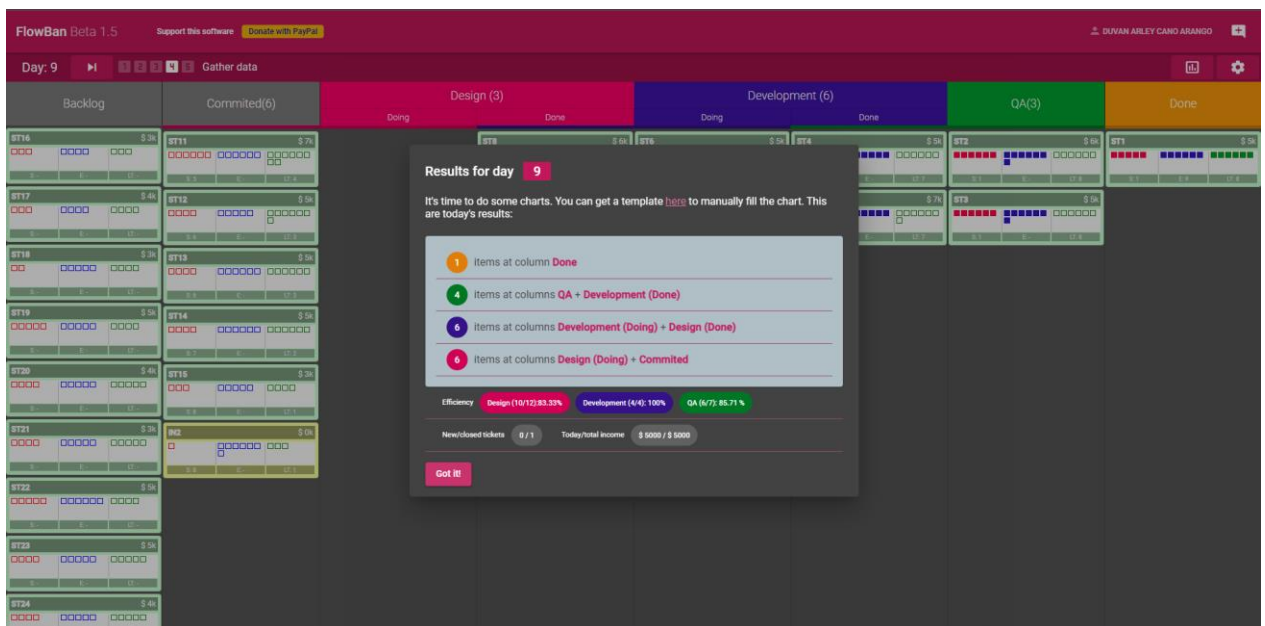 FlowBan Beta 1.5
Support this software
Donate with PayPal
DUVAN ARLEY CANO ARANGO
Day: 9
1 2 3 4 5
Gather data
Backlog
Commited(6)
Design (3)
Doing
Done
Development (6)
Doing
Done
QA(3)
Done
ST16 $ 3k
ST17 $ 4k
ST18 $ 3k
ST19 $ 5k
ST20 $ 4k
ST21 $ 3k
ST22 $ 5k
ST23 $ 5k
ST24 $ 4k
ST11 $ 7k
ST12 $ 5k
ST13 $ 5k
ST14 $ 5k
ST15 $ 3k
IN2 $ 0k
ST8 $ 6k
ST6 $ 5k
ST4 $ 5k
$ 7k
ST2 $ 6k
ST3 $ 5k
ST1 $ 5k
Results for day 9
It's time to do some charts. You can get a template here to manually fill the chart. This
are today's results:
1 items at column Done
4 items at columns QA + Development (Done)
6 items at columns Development (Doing) + Design (Done)
6 items at columns Design (Doing) + Commited
Efficiency Design (10/12):83.33% Development (4/4): 100% QA (6/7): 85.71 %
New/closed tickets 0 / 1 Today/total income $ 5000 / $ 5000
Got it!